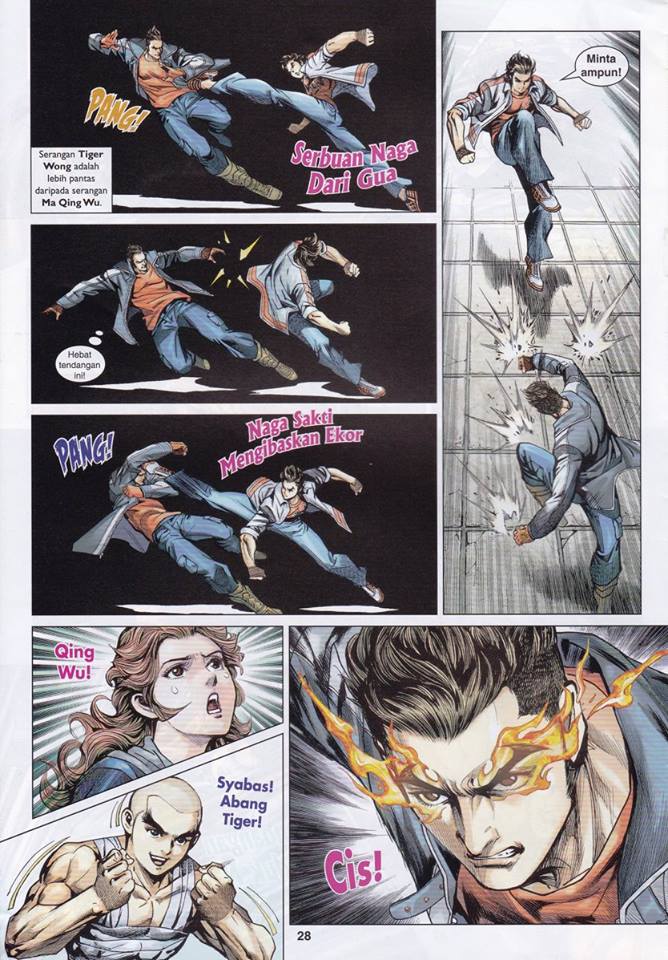 PANG!
Serangan Tiger
Wong adalah
lebih pantas
daripada serangan
Ma Qing Wu.
Serbuan Naga
Dari Gua
Hebat
tendangan
ini!
PANG!
Naga Sakti
Mengibaskan Ekor
Minta
ampun!
Qing
Wu!
Syabas!
Abang
Tiger!
Cis!
28